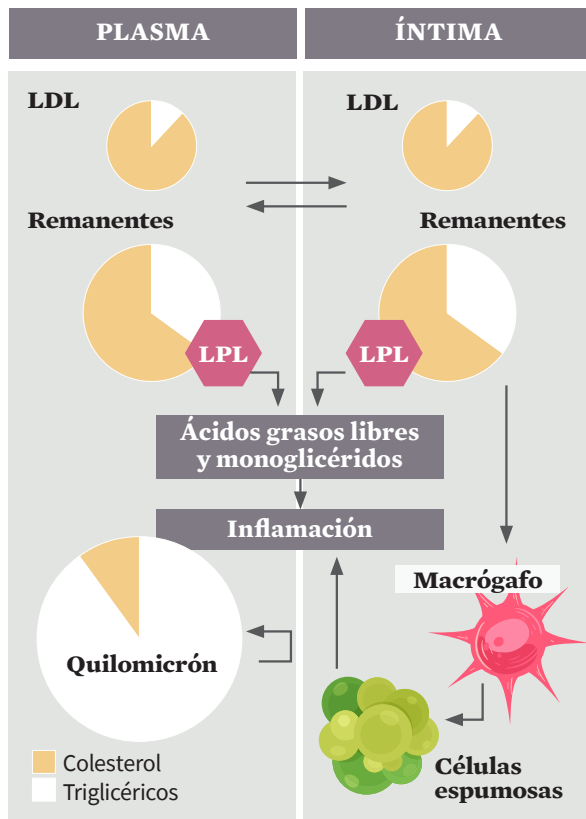 PLASMA
ÍNTIMA
LDL
LDL
Remanentes
Remanentes
LPL
LPL
Ácidos grasos libres
y monoglicéridos
Inflamación
Macrógafo
Quilomicrón
Colesterol
Triglicéricos
Células
espumosas